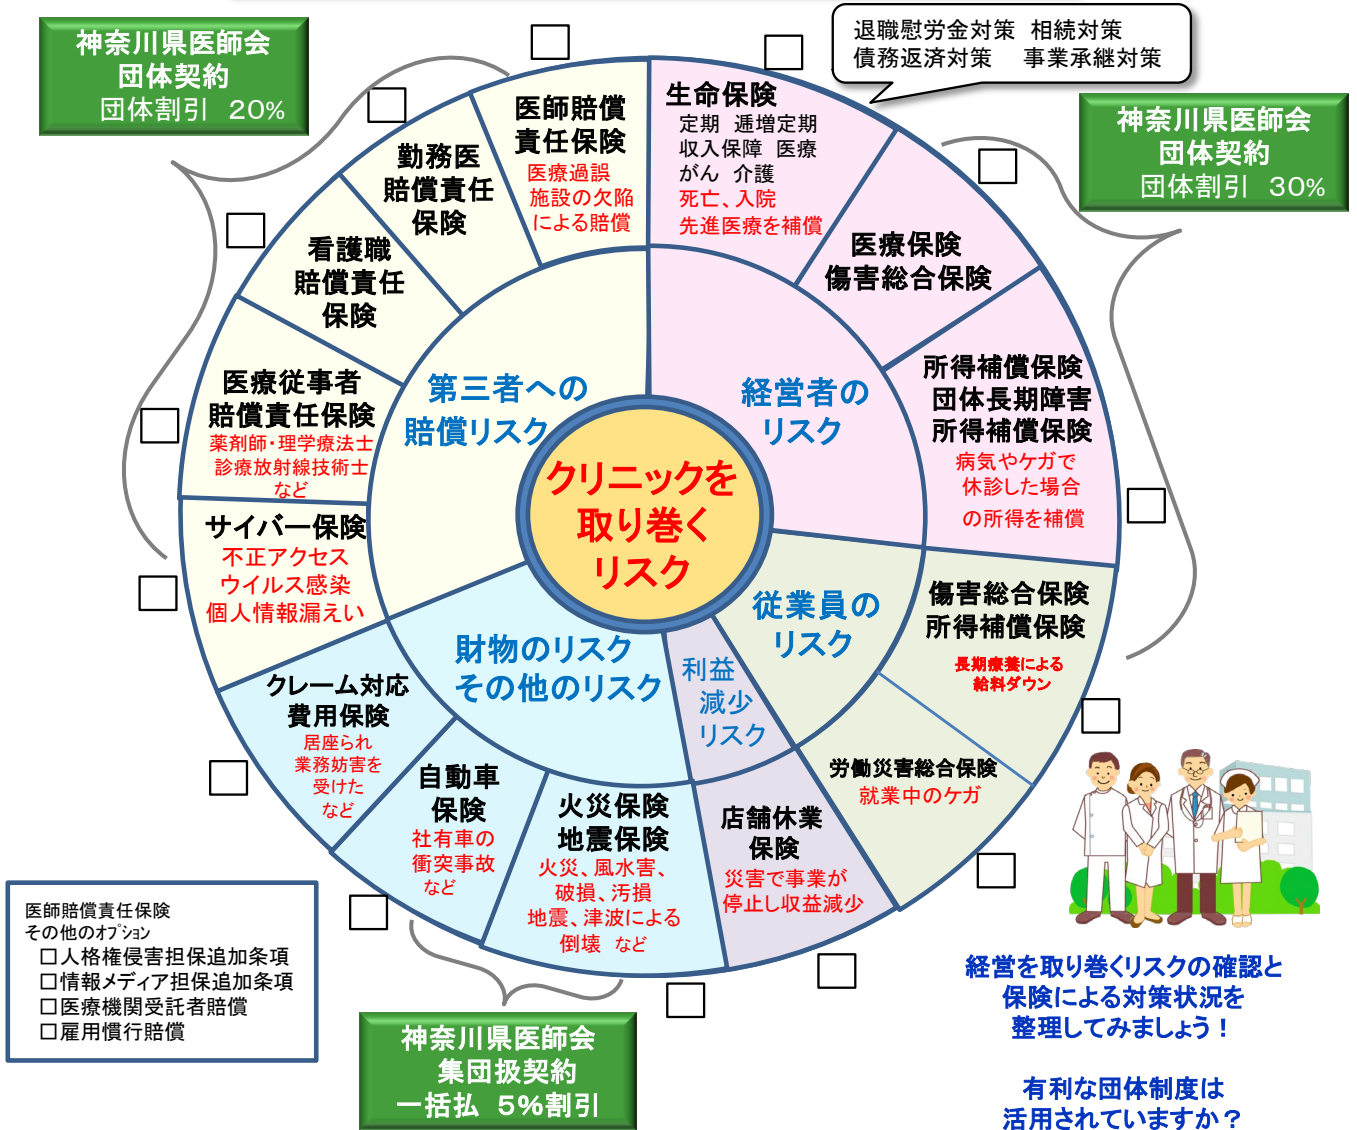 神奈川県医師会
団体契約
団体割引 20%
退職慰労金対策 相続対策
債務返済対策 事業承継対策
神奈川県医師会
団体契約
団体割引 30%
生命保険
定期 逓増定期
収入保障 医療
がん 介護
死亡、入院
先進医療を補償
医療保険
傷害総合保険
所得補償保険
団体長期障害
所得補償保険
病気やケガで
休診した場合
の所得を補償
経営者の
リスク
医師賠償
責任保険
医療過誤
施設の欠陥
による賠償
勤務医
賠償責任
保険
看護職
賠償責任
保険
医療従事者
賠償責任保険
薬剤師・理学療法士
診療放射線技術士
など
サイバー保険
不正アクセス
ウイルス感染
個人情報漏えい
第三者への
賠償リスク
クリニックを
取り巻く
リスク
従業員の
リスク
傷害総合保険
所得補償保険
長期療養による
給料ダウン
労働災害総合保険
就業中のケガ
利益
減少
リスク
店舗休業
保険
災害で事業が
停止し収益減少
財物のリスク
その他のリスク
クレーム対応
費用保険
居座られ
業務妨害を
受けた
など
自動車
保険
社有車の
衝突事故
など
火災保険
地震保険
火災、風水害、
破損、汚損
地震、津波による
倒壊 など
医師賠償責任保険
その他のオプション
□人格権侵害担保追加条項
□情報メディア担保追加条項
□医療機関受託者賠償
□雇用慣行賠償
神奈川県医師会
集団扱契約
一括払 5%割引
経営を取り巻くリスクの確認と
保険による対策状況を
整理してみましょう！
有利な団体制度は
活用されていますか？